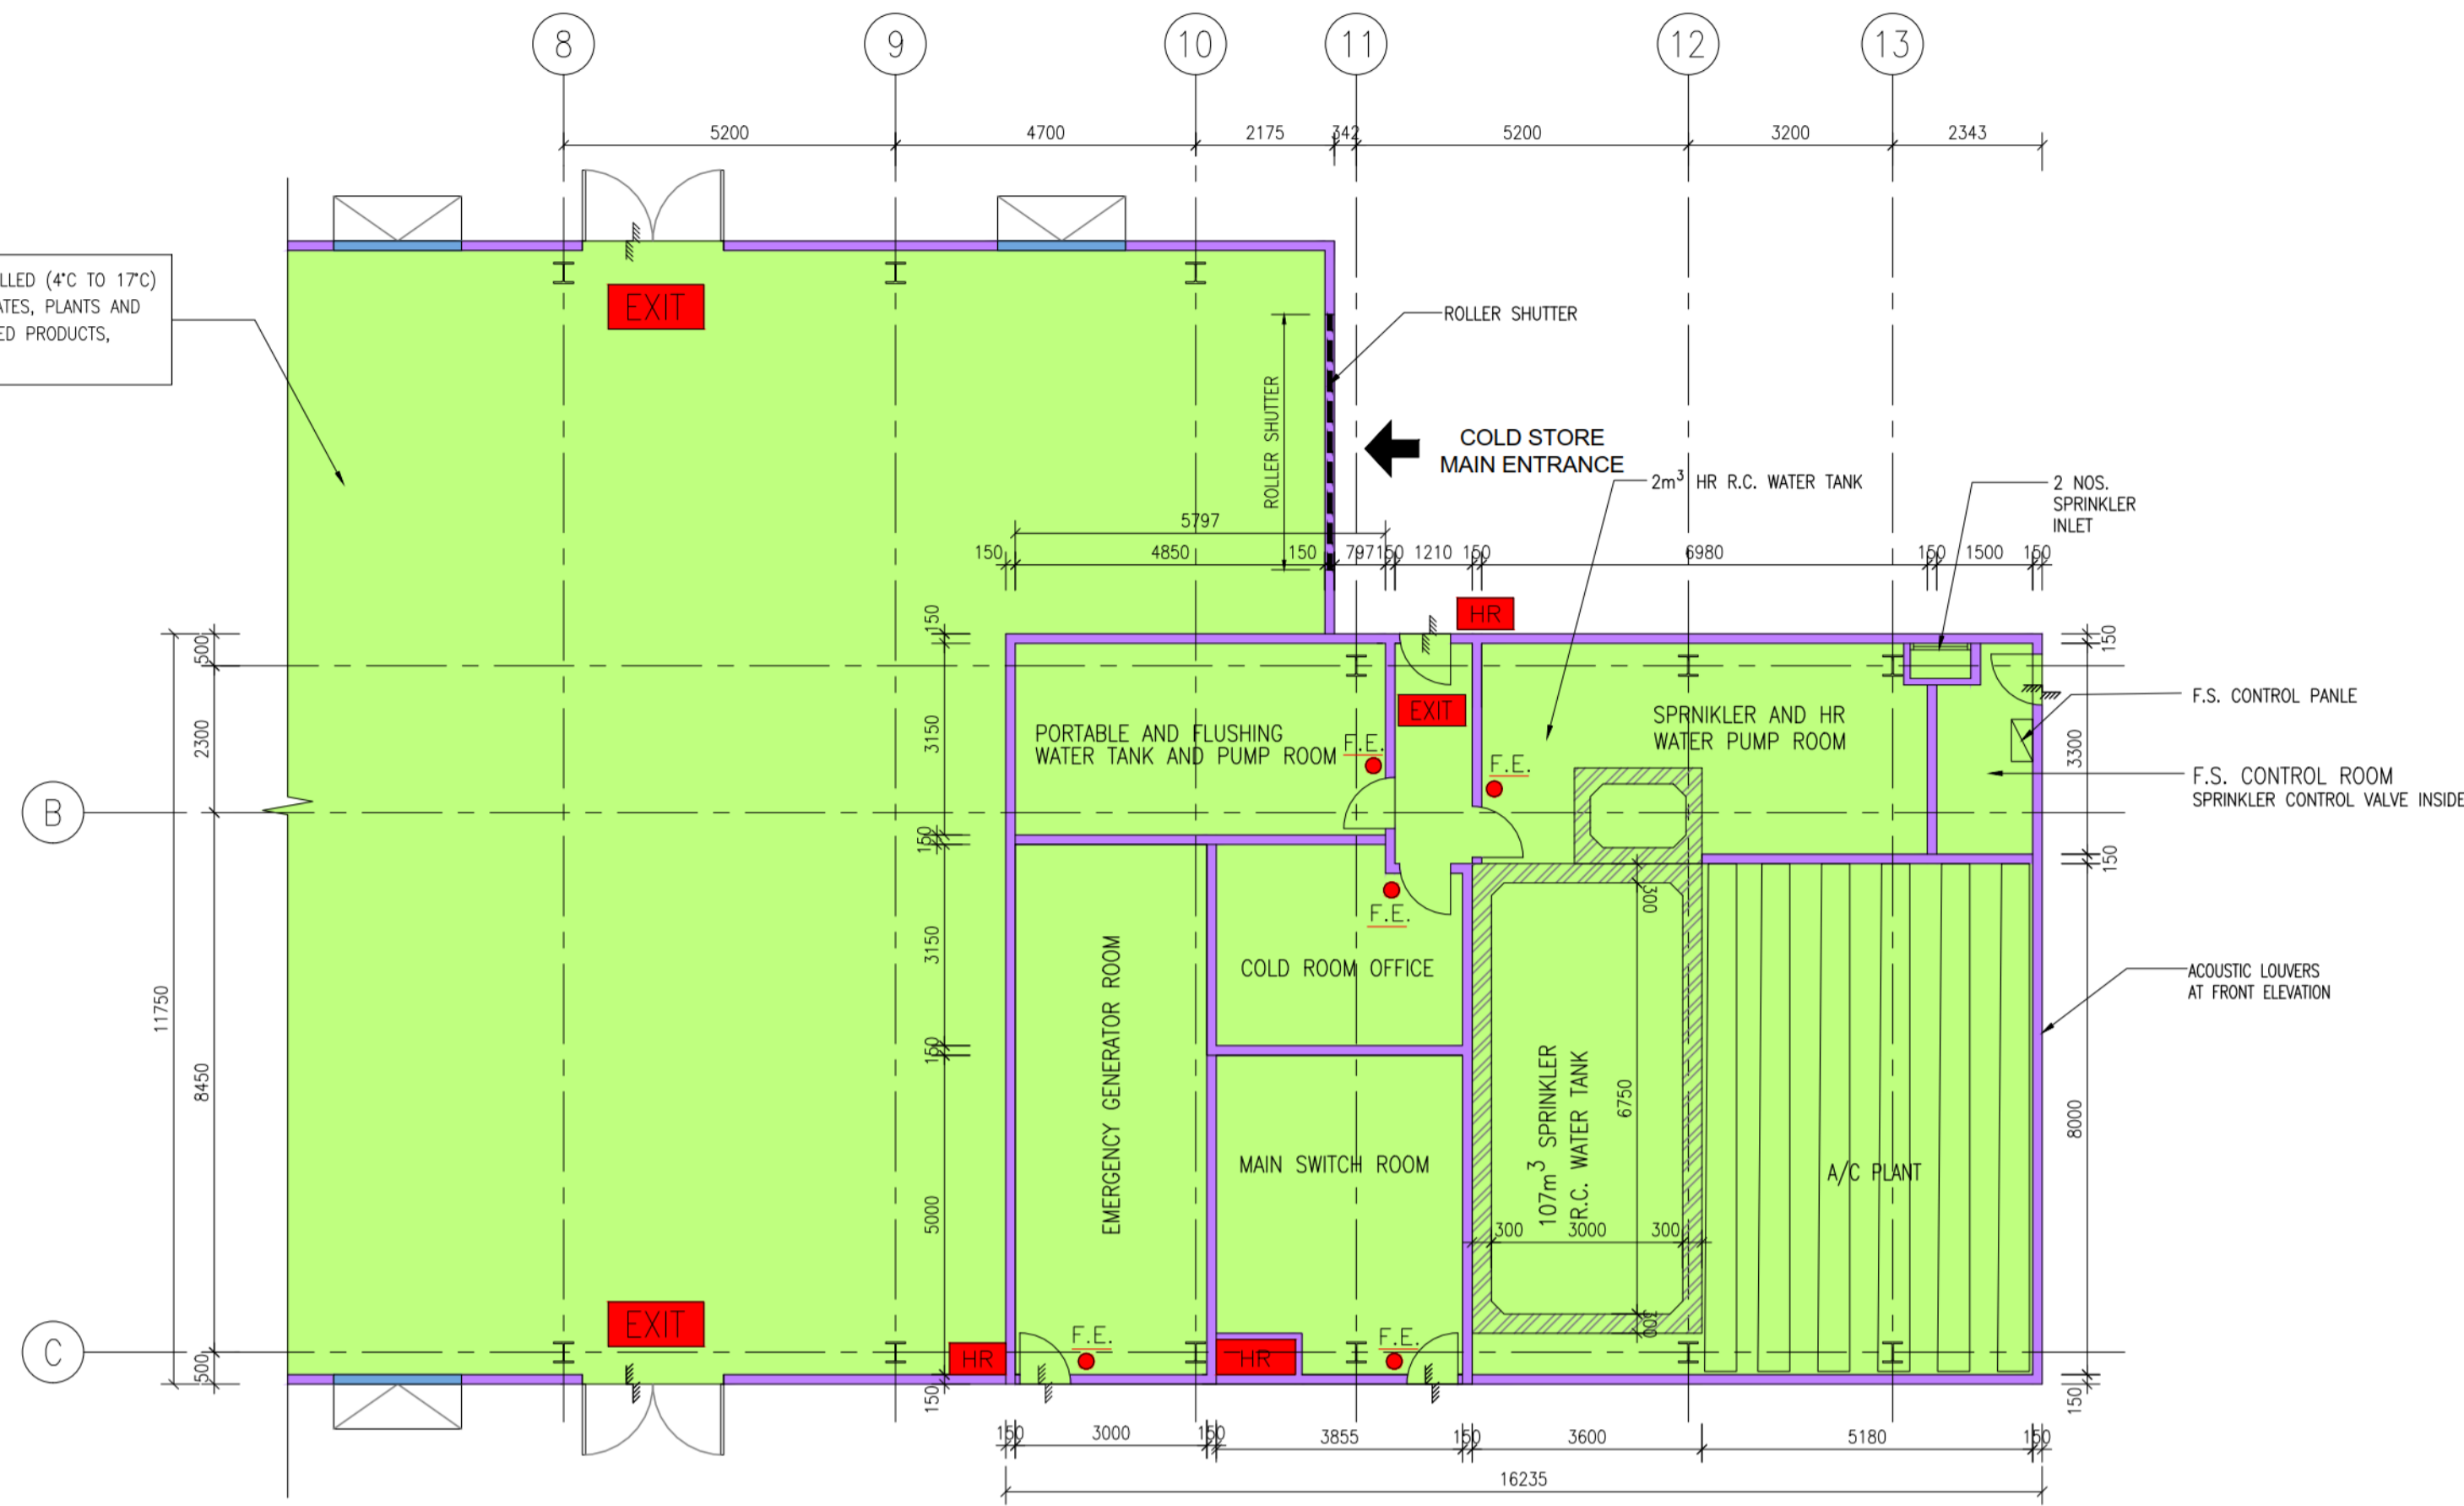 8
9
10
11
12
13
5200
4700
2175
342
5200
3200
2343
LLED (4°C TO 17°C)
ATES, PLANTS AND
ED PRODUCTS,
EXIT
ROLLER SHUTTER
ROLLER SHUTTER
COLD STORE
MAIN ENTRANCE
2m³ HR R.C. WATER TANK
2 NOS.
SPRINKLER
INLET
5797
150
4850
150
797
150
1210
150
6980
150
1500
150
HR
150
500
150
F.S. CONTROL PANLE
EXIT
SPRNIKLER AND HR
WATER PUMP ROOM
PORTABLE AND FLUSHING
WATER TANK AND PUMP ROOM
F.E.
F.E.
2300
3150
3300
F.S. CONTROL ROOM
SPRINKLER CONTROL VALVE INSIDE
B
150
150
300
F.E.
3150
COLD ROOM OFFICE
ACOUSTIC LOUVERS
AT FRONT ELEVATION
EMERGENCY GENERATOR ROOM
11750
8450
150
107m³ SPRINKLER
R.C. WATER TANK
6750
8000
MAIN SWITCH ROOM
A/C PLANT
5000
300
3000
300
EXIT
300
F.E.
F.E.
C
HR
HR
500
150
150
150
3000
150
3855
150
3600
5180
150
16235